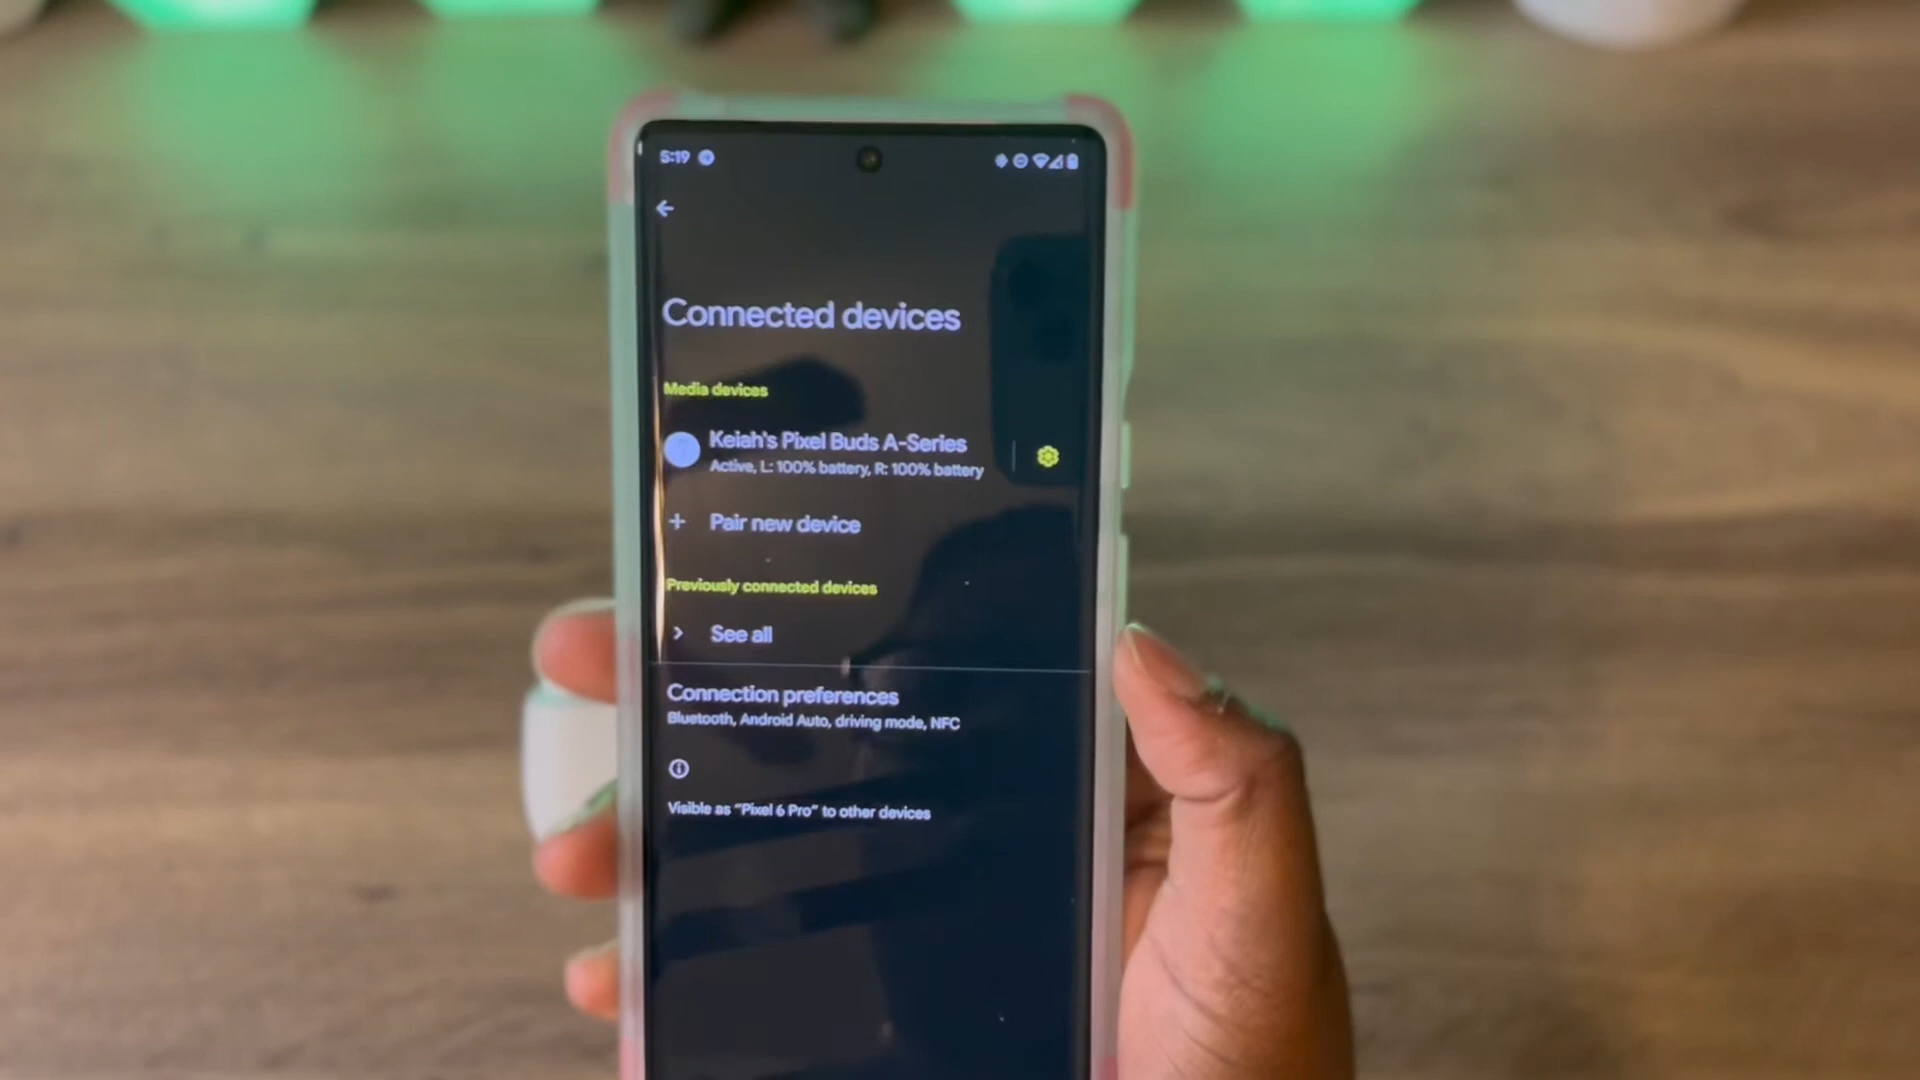 5:19
Connected devices
Media devices
Keiah's Pixel Buds A-Series
Active, L: 100% battery, R: 100% battery
Pair new device
Previously connected devices
See all
Connection preferences
Bluetooth, Android Auto, driving mode, NFC
Visible as "Pixel 6 Pro" to other devices